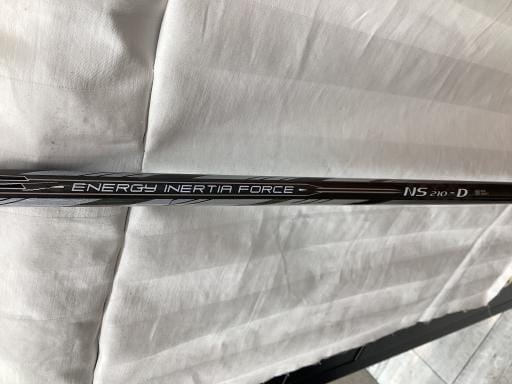 ENERGY INERTIA FORCE
NS 210 - D